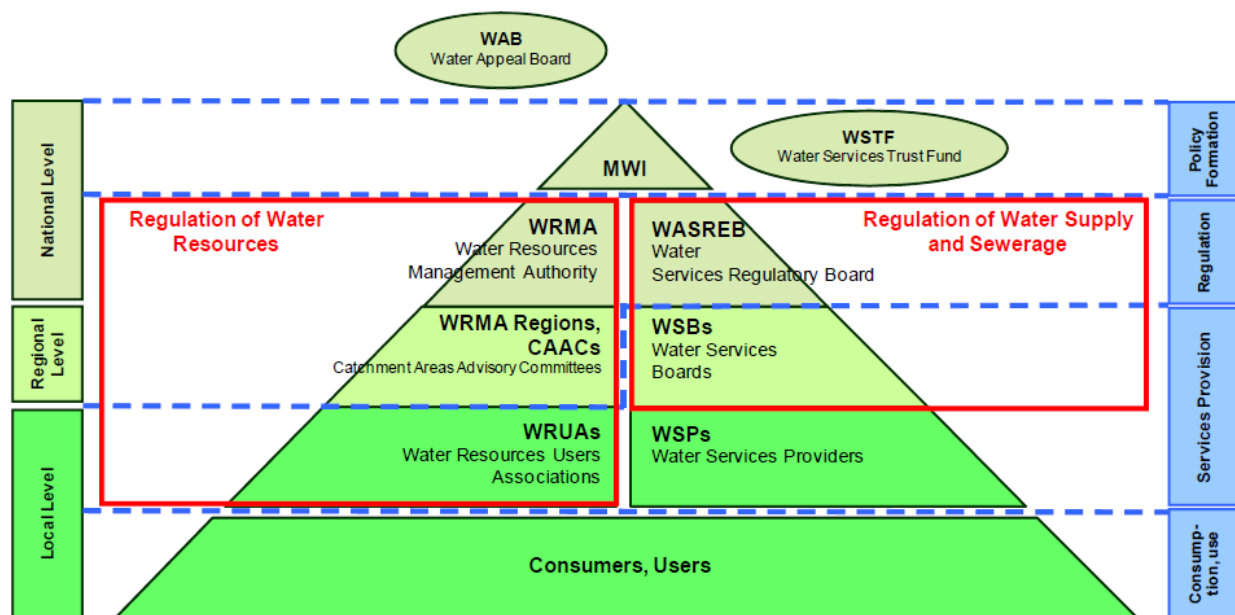 WAB
Water Appeal Board
WSTF
Water Services Trust Fund
MWI
National Level
Policy
Formation
Regulation of Water
Resources
WRMA
Water Resources
Management Authority
WASREB
Water
Services Regulatory Board
Regulation of Water Supply
and Sewerage
Regulation
Regional
Level
WRMA Regions,
CAACs
Catchment Areas Advisory Committees
WSBs
Water Services
Boards
Services Provision
Local Level
WRUAs
Water Resources Users
Associations
WSPs
Water Services Providers
Consumers, Users
Consump-
tion, use